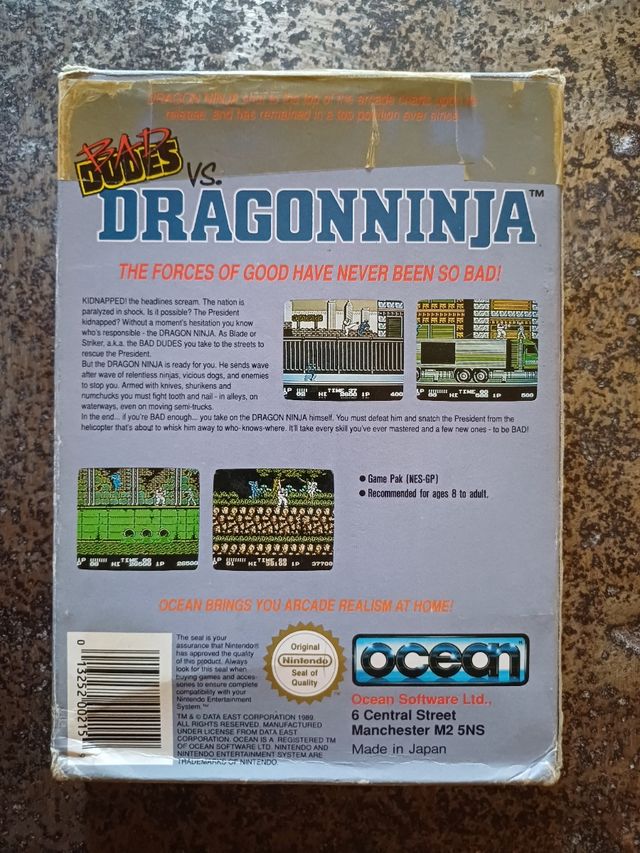 DRAGON NINJA shot to the top of the arcade charts upon its
release, and has remained in a top position ever since
BAD
DUDES
VS.
DRAGONNINJA™
THE FORCES OF GOOD HAVE NEVER BEEN SO BAD!
KIDNAPPED! the headlines scream. The nation is
paralyzed in shock. Is it possible? The President
kidnapped? Without a moment's hesitation you know
who's responsible - the DRAGON NINJA. As Blade or
Striker, a.k.a. the BAD DUDES you take to the streets to
rescue the President.
But the DRAGON NINJA is ready for you. He sends wave
after wave of relentless ninjas, vicious dogs, and enemies
to stop you. Armed with knives, shurikens and
numchucks you must fight tooth and nail - in alleys, on
waterways, even on moving semi-trucks.
In the end... if you're BAD enough... you take on the DRAGON NINJA himself. You must defeat him and snatch the President from the
helicopter that's about to whisk him away to who-knows-where. It'll take every skill you've ever mastered and a few new ones - to be BAD!
● Game Pak (NES-GP)
● Recommended for ages 8 to adult.
OCEAN BRINGS YOU ARCADE REALISM AT HOME!
0 13252 00215 9
The seal is your
assurance that Nintendo®
has approved the quality
of this product. Always
look for this seal when
buying games and acces-
sories to ensure complete
compatibility with your
Nintendo Entertainment
System.™
TM & © DATA EAST CORPORATION 1989.
ALL RIGHTS RESERVED. MANUFACTURED
UNDER LICENSE FROM DATA EAST
CORPORATION. OCEAN IS A REGISTERED TM
OF OCEAN SOFTWARE LTD. NINTENDO AND
NINTENDO ENTERTAINMENT SYSTEM ARE
TRADEMARKS OF NINTENDO.
Original
Nintendo
Seal of
Quality
ocean
Ocean Software Ltd.,
6 Central Street
Manchester M2 5NS
Made in Japan